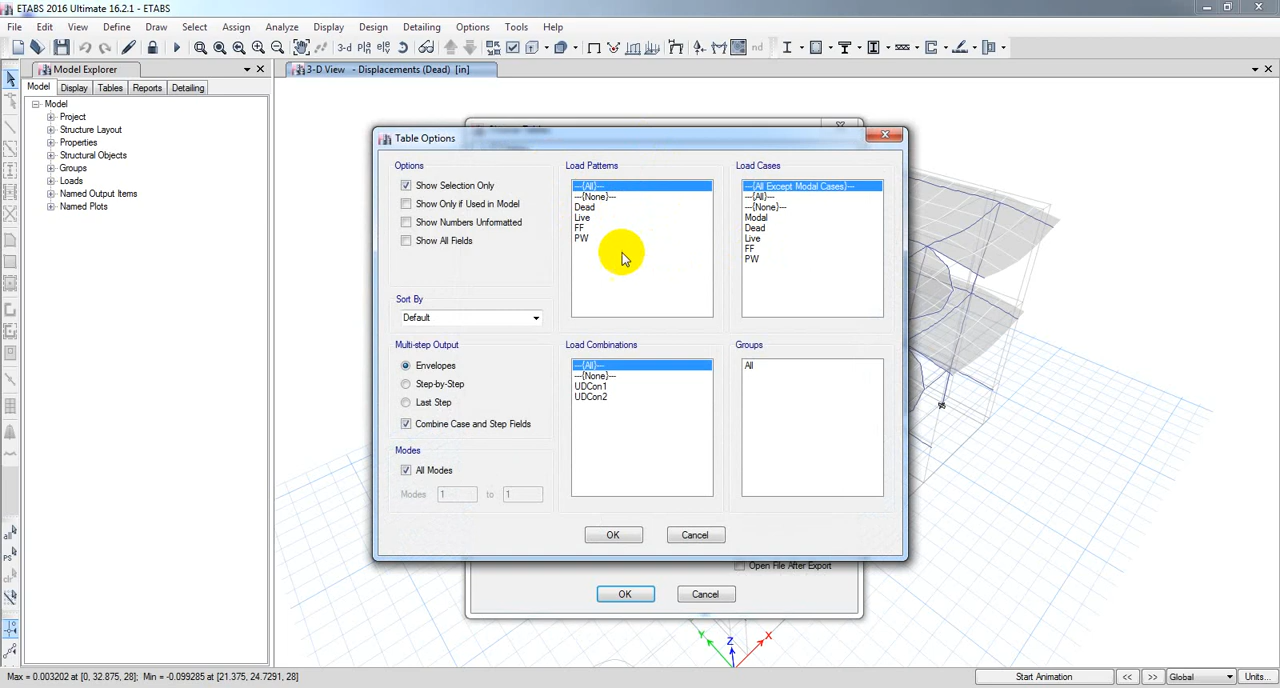 ETABS 2016 Ultimate 16.2.1 - ETABS
File Edit View Define Draw Select Assign Analyze Display Design Detailing Options Tools Help
3-d Plα elε nd
Model Explorer
3-D View - Displacements (Dead) [in]
Model Display Tables Reports Detailing
Model
Project
Structure Layout
Properties
Structural Objects
Groups
Loads
Named Output Items
Named Plots
Table Options
Options
Show Selection Only
Show Only if Used in Model
Show Numbers Unformatted
Show All Fields
Sort By
Default
Multi-step Output
Envelopes
Step-by-Step
Last Step
Combine Case and Step Fields
Modes
All Modes
Modes 1 to 1
Load Patterns
---{All}---
---{None}---
Dead
Live
FF
PW
Load Cases
---{All Except Modal Cases}---
---{All}---
---{None}---
Modal
Dead
Live
FF
PW
Load Combinations
---{All}---
---{None}---
UDCon1
UDCon2
Groups
All
OK Cancel
Open File After Export
OK Cancel
all
PS
clr
Y Z X
Max = 0.003202 at [0, 32.875, 28]; Min = -0.099285 at [21.375, 24.7291, 28]
Start Animation << >> Global Units...